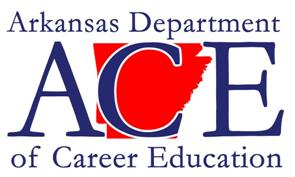 Arkansas Department
ACE
of Career Education